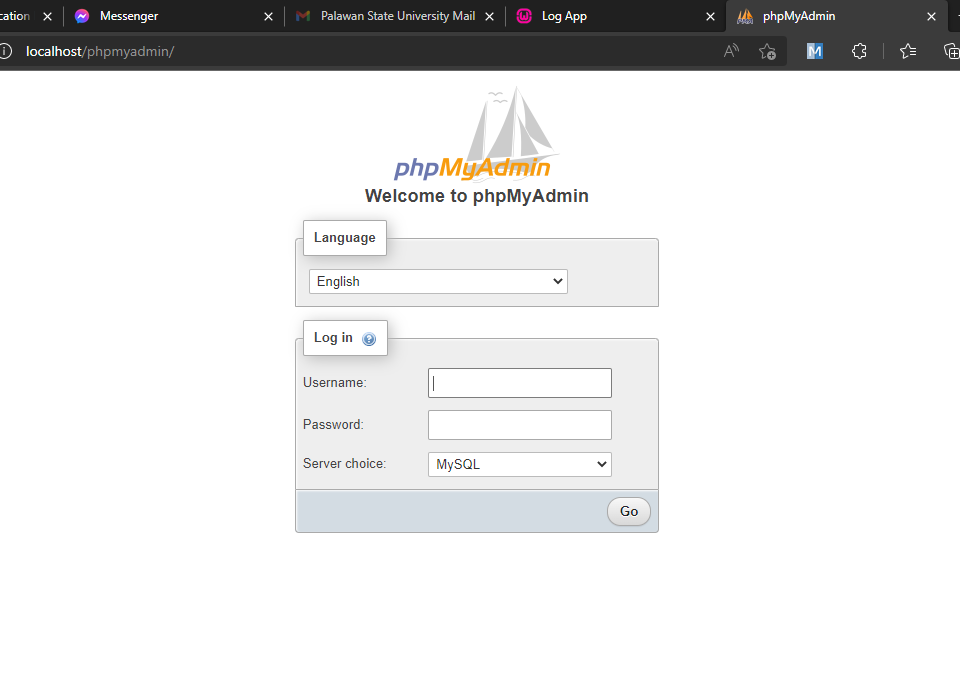 cation
Messenger
Palawan State University Mail
Log App
phpMyAdmin
localhost/phpmyadmin/
phpMyAdmin
Welcome to phpMyAdmin
Language
English
Log in
Username:
Password:
Server choice:
MySQL
Go